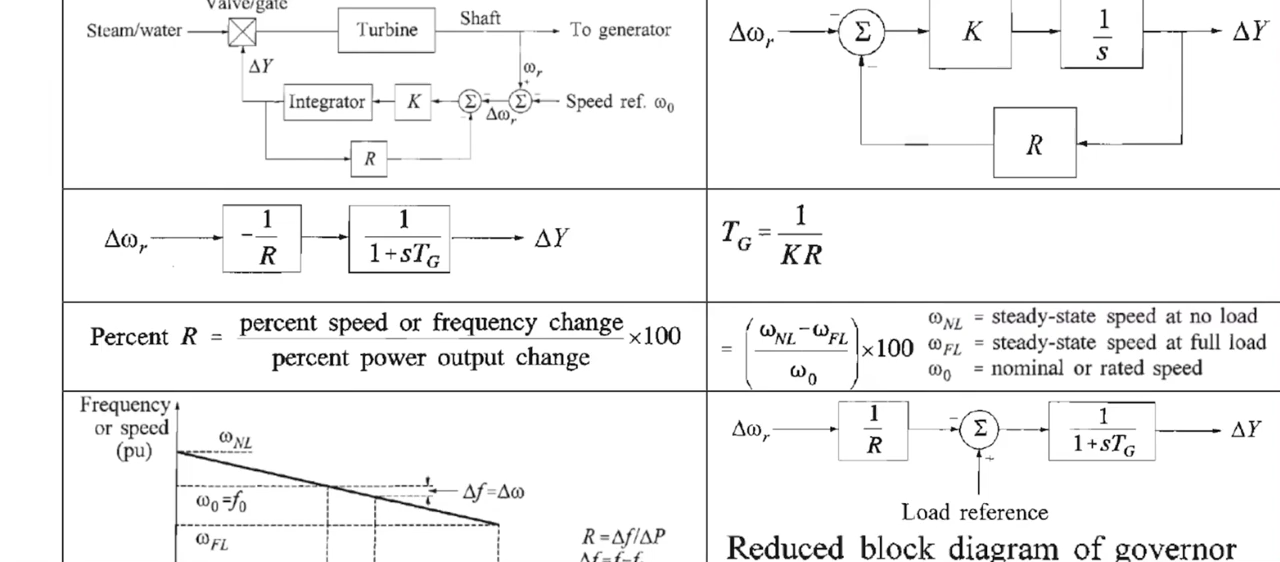 Valve/gate
Steam/water
Turbine
Shaft
To generator
ΔY
ω_r
Integrator
K
Σ
Σ
Δω_r
Speed ref. ω_0
R
Δω_r
Σ
K
1/s
ΔY
R
Δω_r
-1/R
1/(1+sT_G)
ΔY
T_G = 1/KR
Percent R = percent speed or frequency change / percent power output change ×100
= ((ω_NL − ω_FL)/ω_0) ×100
ω_NL = steady-state speed at no load
ω_FL = steady-state speed at full load
ω_0 = nominal or rated speed
Frequency
or speed
(pu)
ω_NL
ω_0=f_0
Δf=Δω
ω_FL
R=Δf/ΔP
Δω_r
1/R
Σ
1/(1+sT_G)
ΔY
Load reference
Reduced block diagram of governor